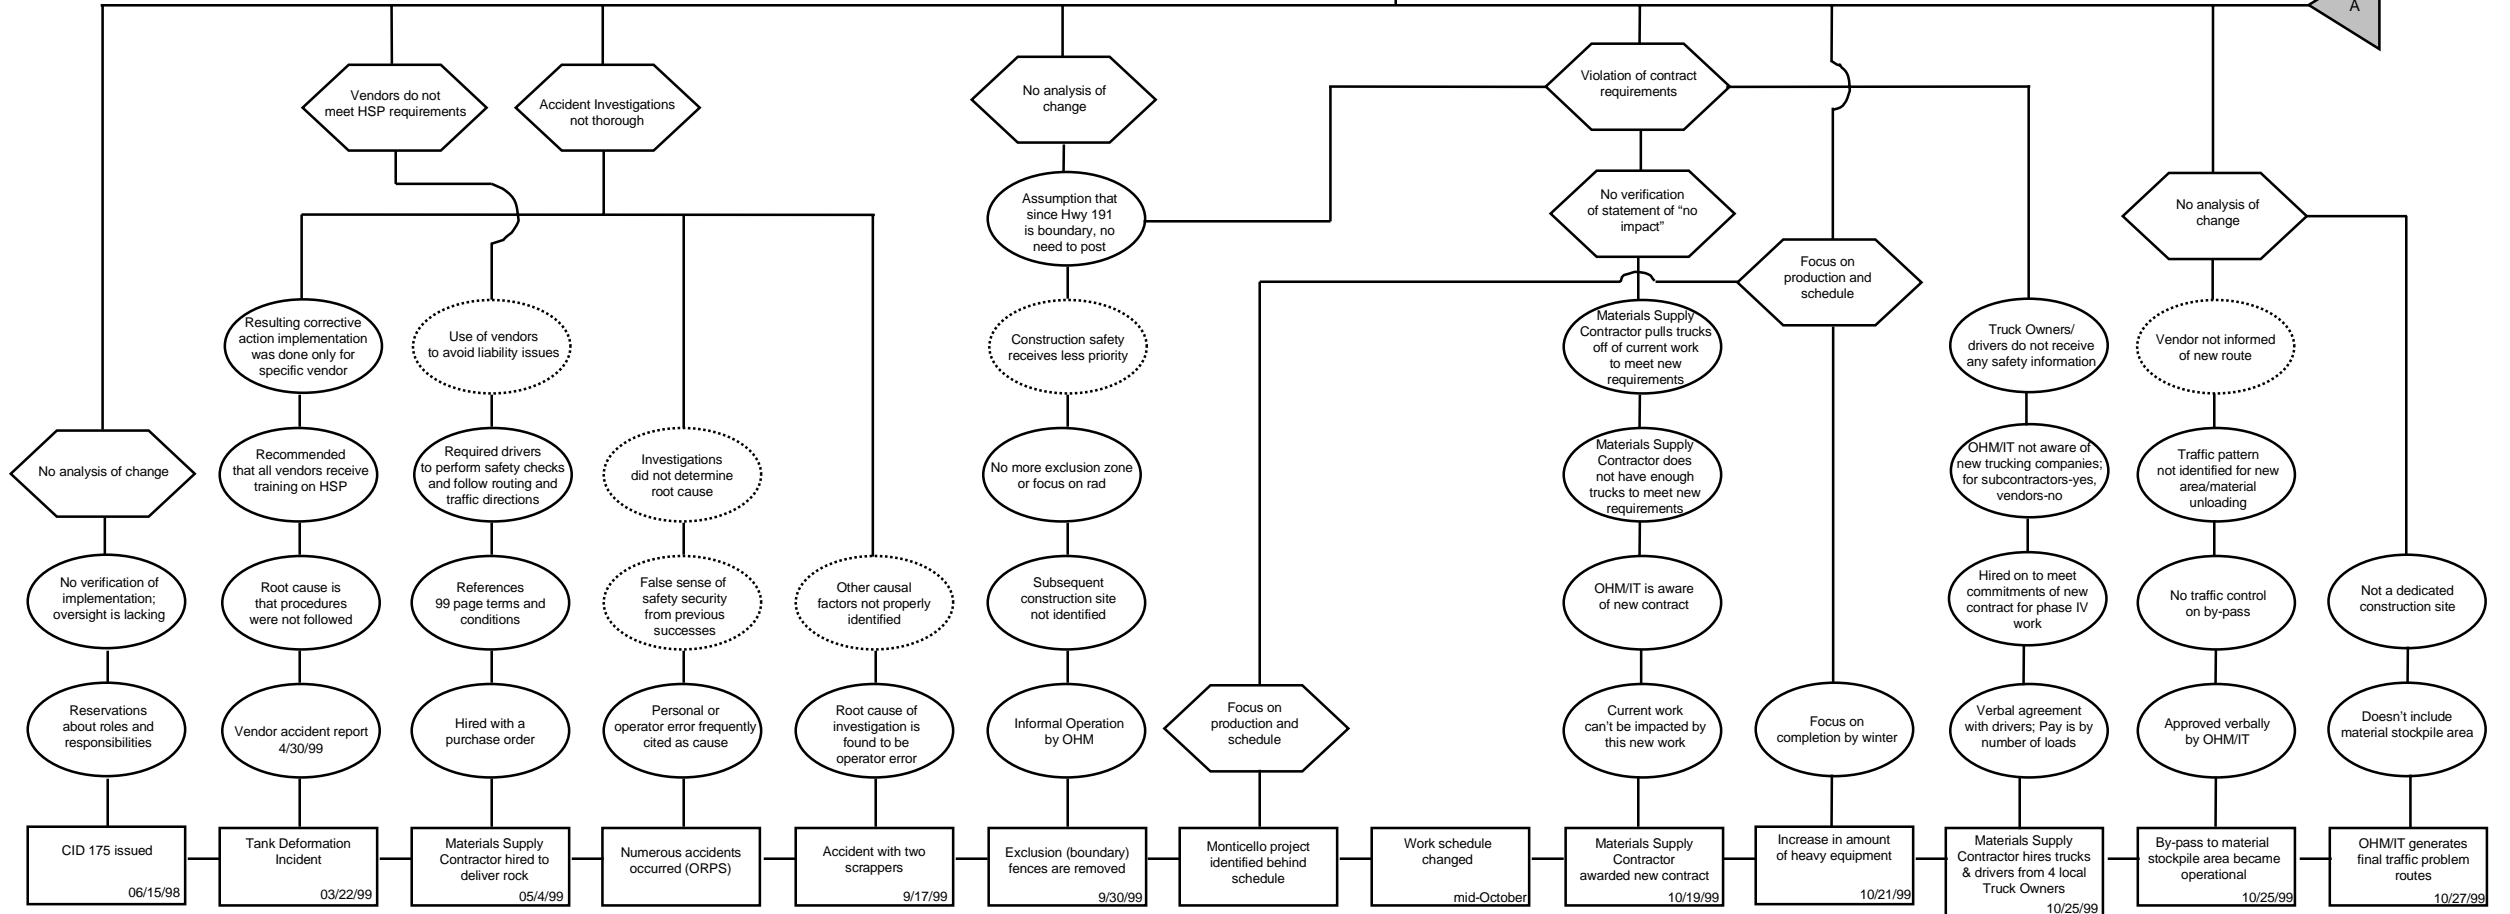 A
Vendors do not
meet HSP requirements
Accident Investigations
not thorough
No analysis of
change
Violation of contract
requirements
Assumption that
since Hwy 191
is boundary, no
need to post
No verification
of statement of “no
impact”
No analysis of
change
Focus on
production and
schedule
Resulting corrective
action implementation
was done only for
specific vendor
Use of vendors
to avoid liability issues
Construction safety
receives less priority
Materials Supply
Contractor pulls trucks
off of current work
to meet new
requirements
Truck Owners/
drivers do not receive
any safety information
Vendor not informed
of new route
No analysis of change
Recommended
that all vendors receive
training on HSP
Required drivers
to perform safety checks
and follow routing and
traffic directions
Investigations
did not determine
root cause
No more exclusion zone
or focus on rad
Materials Supply
Contractor does
not have enough
trucks to meet new
requirements
OHM/IT not aware of
new trucking companies;
for subcontractors-yes,
vendors-no
Traffic pattern
not identified for new
area/material
unloading
No verification of
implementation;
oversight is lacking
Root cause is
that procedures
were not followed
References
99 page terms and
conditions
False sense of
safety security
from previous
successes
Other causal
factors not properly
identified
Subsequent
construction site
not identified
OHM/IT is aware
of new contract
Hired on to meet
commitments of new
contract for phase IV
work
No traffic control
on by-pass
Not a dedicated
construction site
Reservations
about roles and
responsibilities
Vendor accident report
4/30/99
Hired with a
purchase order
Personal or
operator error frequently
cited as cause
Root cause of
investigation is
found to be
operator error
Informal Operation
by OHM
Focus on
production and
schedule
Current work
can’t be impacted by
this new work
Focus on
completion by winter
Verbal agreement
with drivers; Pay is by
number of loads
Approved verbally
by OHM/IT
Doesn’t include
material stockpile area
CID 175 issued
06/15/98
Tank Deformation
Incident
03/22/99
Materials Supply
Contractor hired to
deliver rock
05/4/99
Numerous accidents
occurred (ORPS)
Accident with two
scrappers
9/17/99
Exclusion (boundary)
fences are removed
9/30/99
Monticello project
identified behind
schedule
Work schedule
changed
mid-October
Materials Supply
Contractor
awarded new contract
10/19/99
Increase in amount
of heavy equipment
10/21/99
Materials Supply
Contractor hires trucks
& drivers from 4 local
Truck Owners
10/25/99
By-pass to material
stockpile area became
operational
10/25/99
OHM/IT generates
final traffic problem
routes
10/27/99